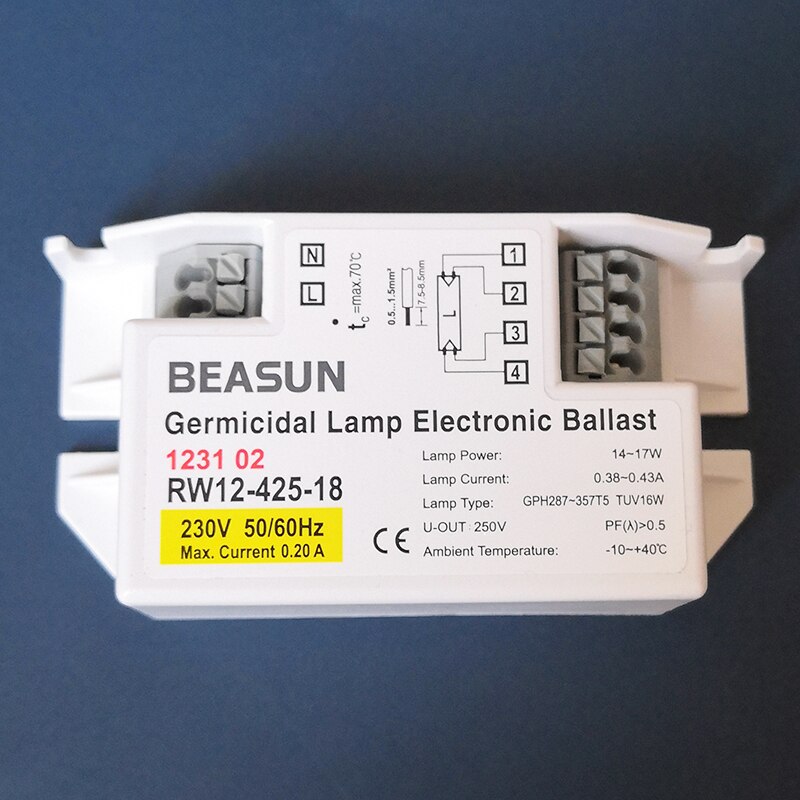 N
L
tc=max.70℃
0.5...1.5mm²
7.5-8.5mm
L
1
2
3
4
BEASUN
Germicidal Lamp Electronic Ballast
1231 02
RW12-425-18
230V 50/60Hz
Max. Current 0.20 A
CE
Lamp Power: 14~17W
Lamp Current: 0.38~0.43A
Lamp Type: GPH287~357T5 TUV16W
U-OUT 250V PF(λ)>0.5
Ambient Temperature: -10~+40℃